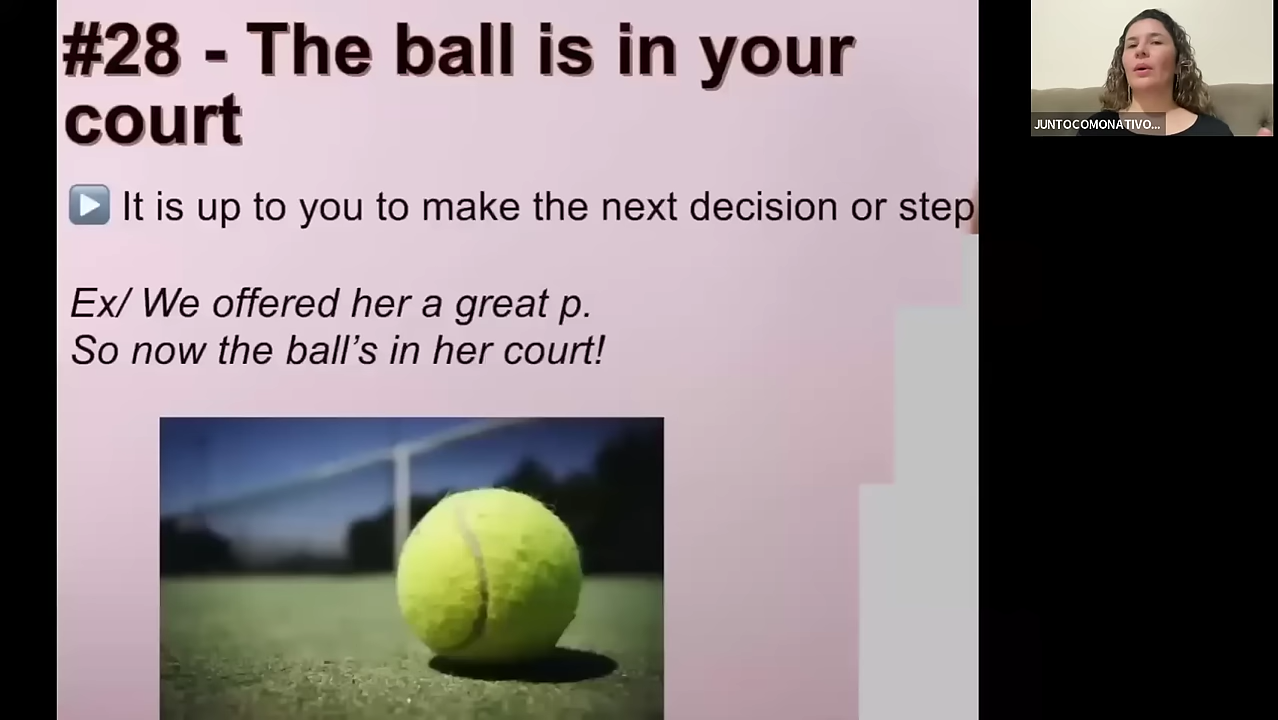 #28 - The ball is in your
court
It is up to you to make the next decision or step
Ex/ We offered her a great p.
So now the ball’s in her court!
JUNTOCOMONATIVO...